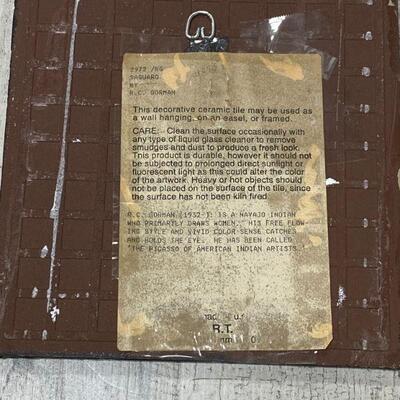 SAGUARO
BY
R.C. GORMAN
This decorative ceramic tile may be used as
a wall hanging, on an easel, or framed.
CARE: Clean the surface occasionally with
any type of liquid glass cleaner to remove
smudges and dust to produce a fresh look.
This product is durable, however it should not
be subjected to prolonged direct sunlight or
fluorescent light as this could alter the color
of the artwork. Heavy or hot objects should
not be placed on the surface of the tile, since
the surface has not been kiln fired.
R.C. GORMAN (1932-) IS A NAVAJO INDIAN
WHO PRIMARILY DRAWS WOMEN. HIS FREE FLOW-
ING STYLE AND VIVID COLOR SENSE CATCHES
AND HOLDS THE EYE. HE HAS BEEN CALLED
"THE PICASSO OF AMERICAN INDIAN ARTISTS."
R.T.